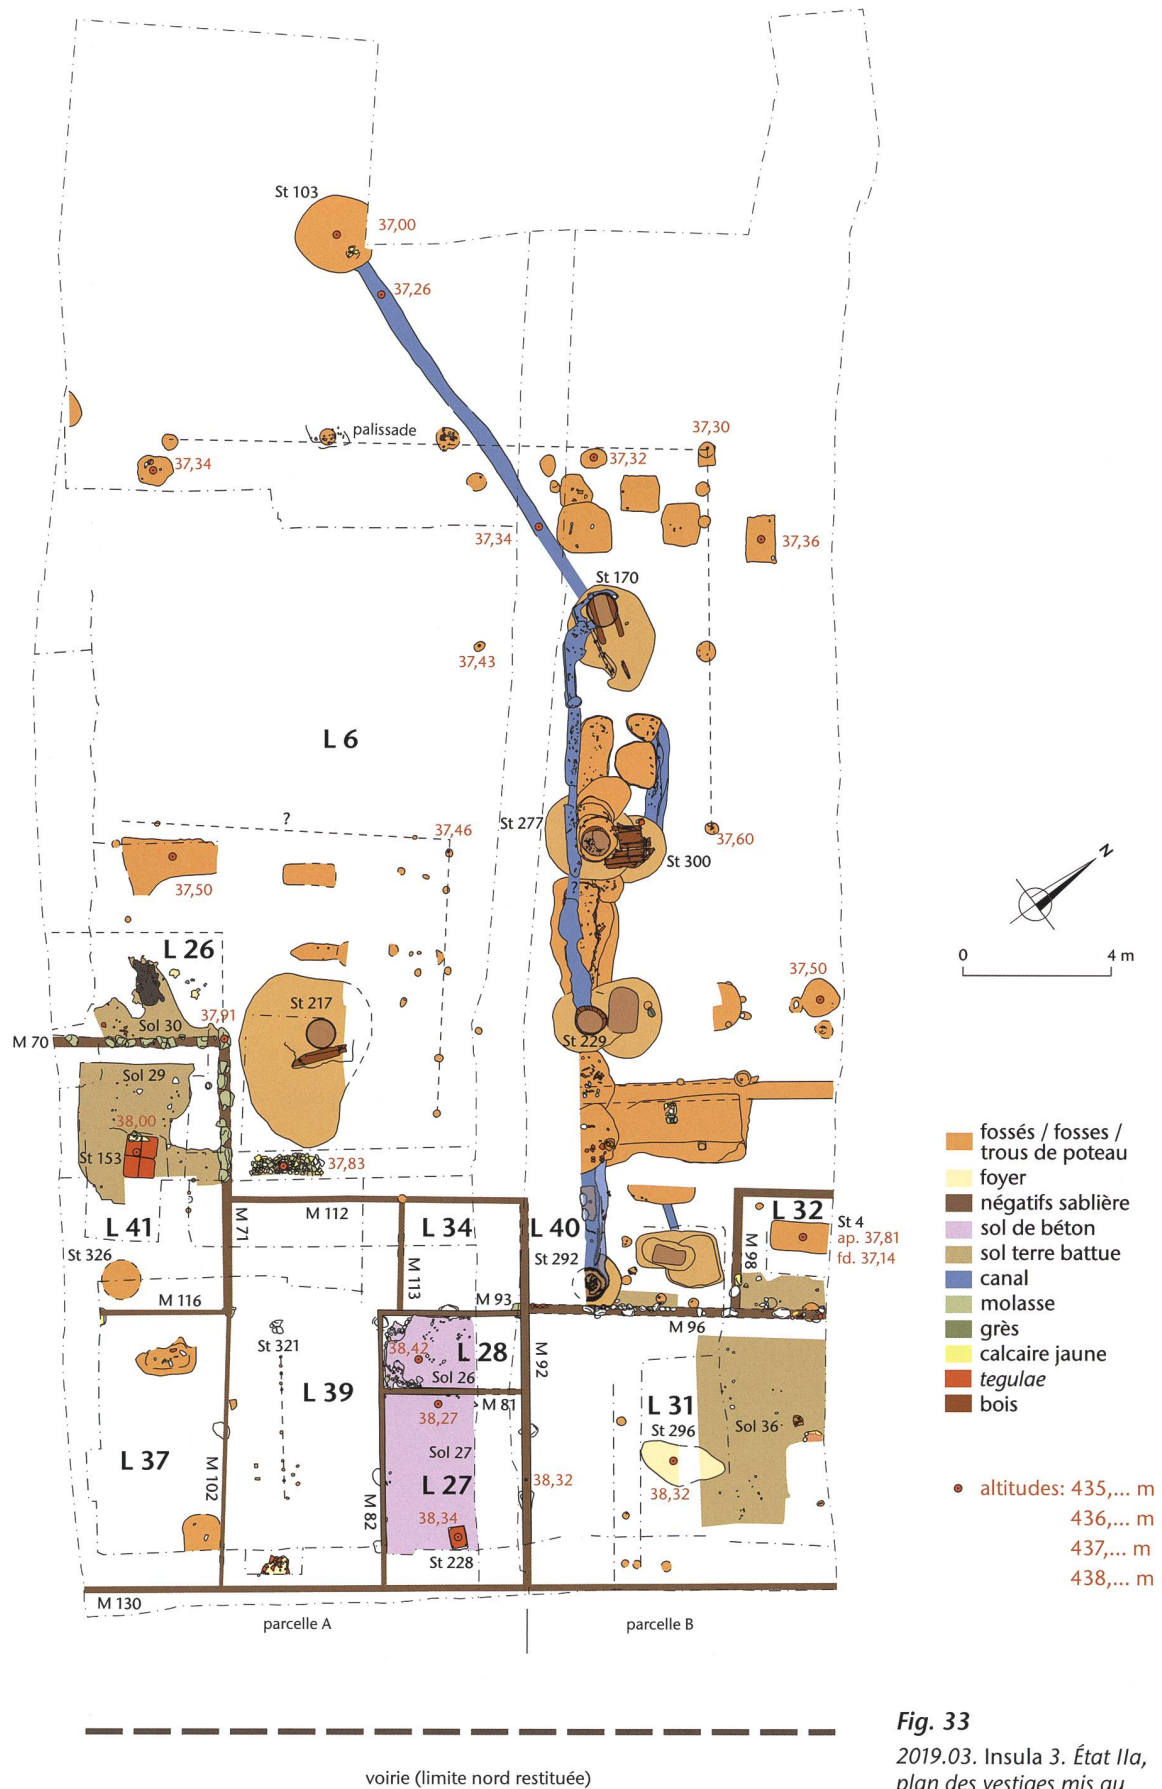 St 103
37,00
37,26
37,30
palissade
37,32
37,34
37,34
37,36
St 170
37,43
L 6
?
37,46
St 277
37,60
St 300
37,50
L 26
37,50
St 217
37,91
Sol 30
M 70
St 229
Sol 29
38,00
St 153
37,83
L 41
M 71
M 112
L 34
L 40
L 32
St 4
ap. 37,81
fd. 37,14
M 98
St 326
St 292
M 113
M 116
M 93
M 96
St 321
38,42
L 28
Sol 26
M 92
L 39
M 81
38,27
L 31
St 296
Sol 36
Sol 27
L 37
M 102
L 27
38,32
38,32
M 82
38,34
St 228
M 130
parcelle A
parcelle B
voirie (limite nord restituée)
N
0 4 m
fossés / fosses /
trous de poteau
foyer
négatifs sablière
sol de béton
sol terre battue
canal
molasse
grès
calcaire jaune
tegulae
bois
altitudes: 435,... m
436,... m
437,... m
438,... m
Fig. 33
2019.03. Insula 3. État IIa,
plan des vestiges mis au